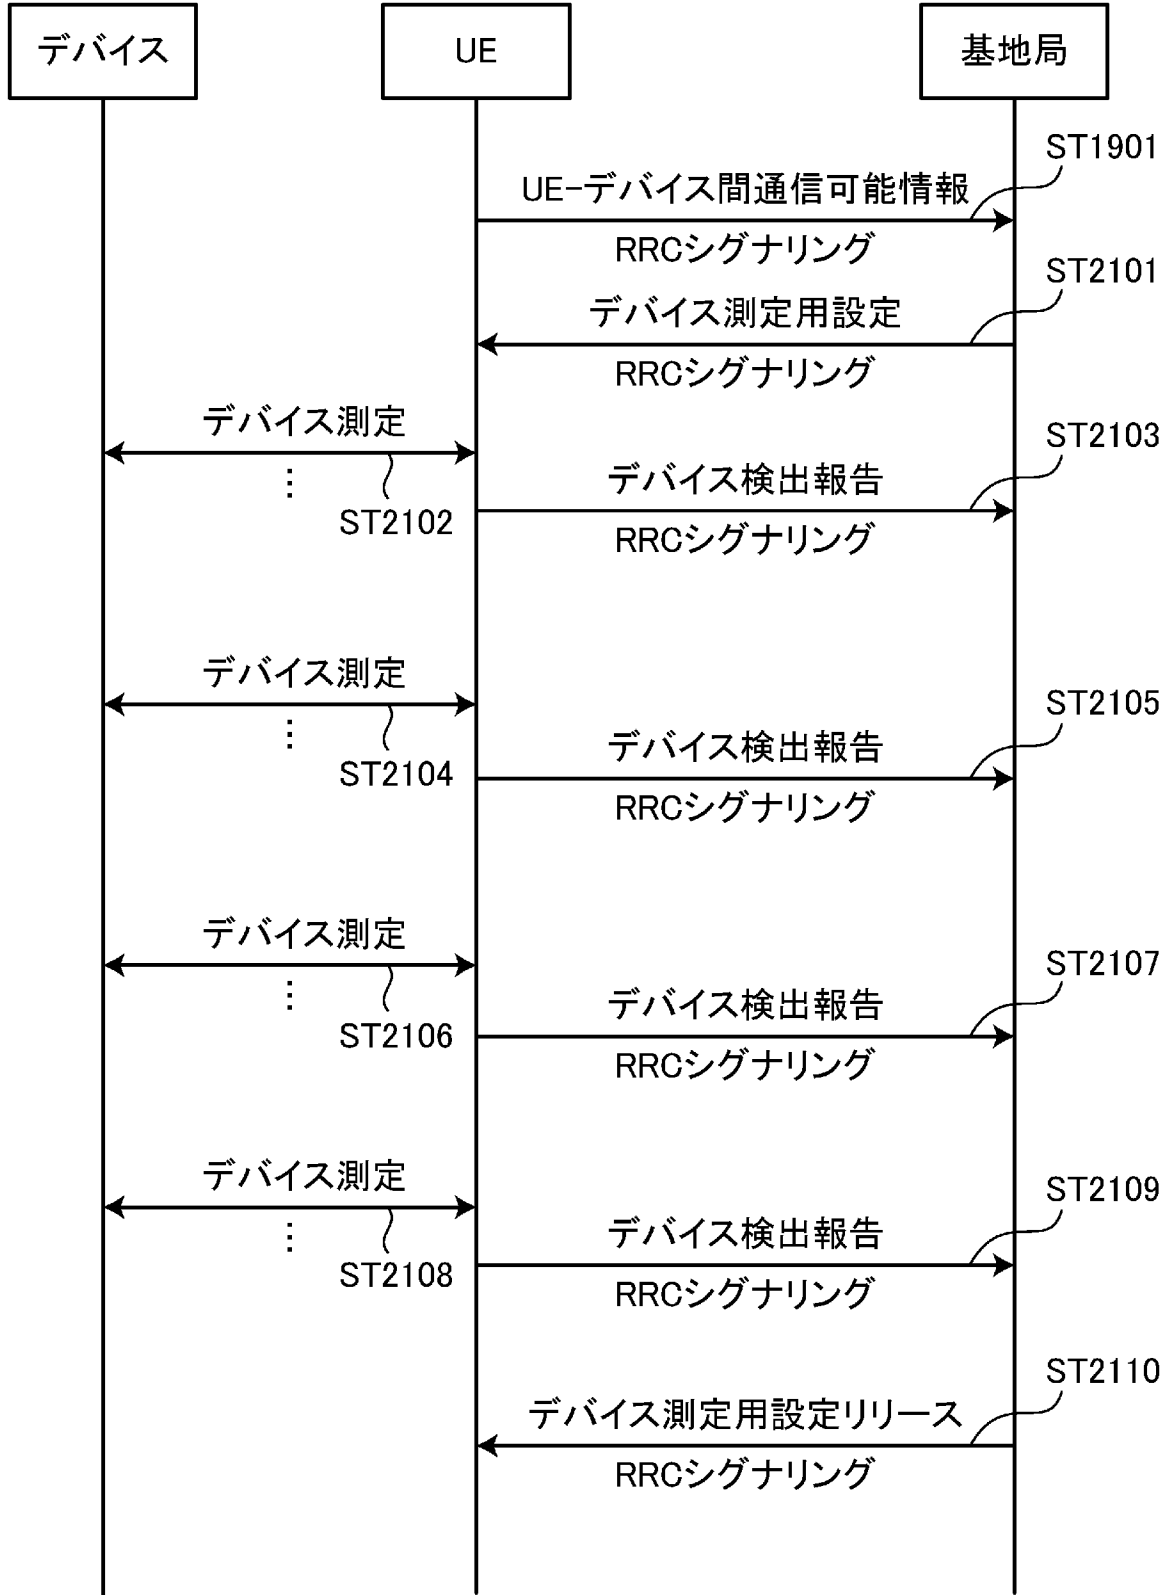 デバイス
UE
基地局
ST1901
UE-デバイス間通信可能情報
RRCシグナリング
ST2101
デバイス測定用設定
RRCシグナリング
デバイス測定
ST2102
ST2103
デバイス検出報告
RRCシグナリング
デバイス測定
ST2104
ST2105
デバイス検出報告
RRCシグナリング
デバイス測定
ST2106
ST2107
デバイス検出報告
RRCシグナリング
デバイス測定
ST2108
ST2109
デバイス検出報告
RRCシグナリング
ST2110
デバイス測定用設定リリース
RRCシグナリング